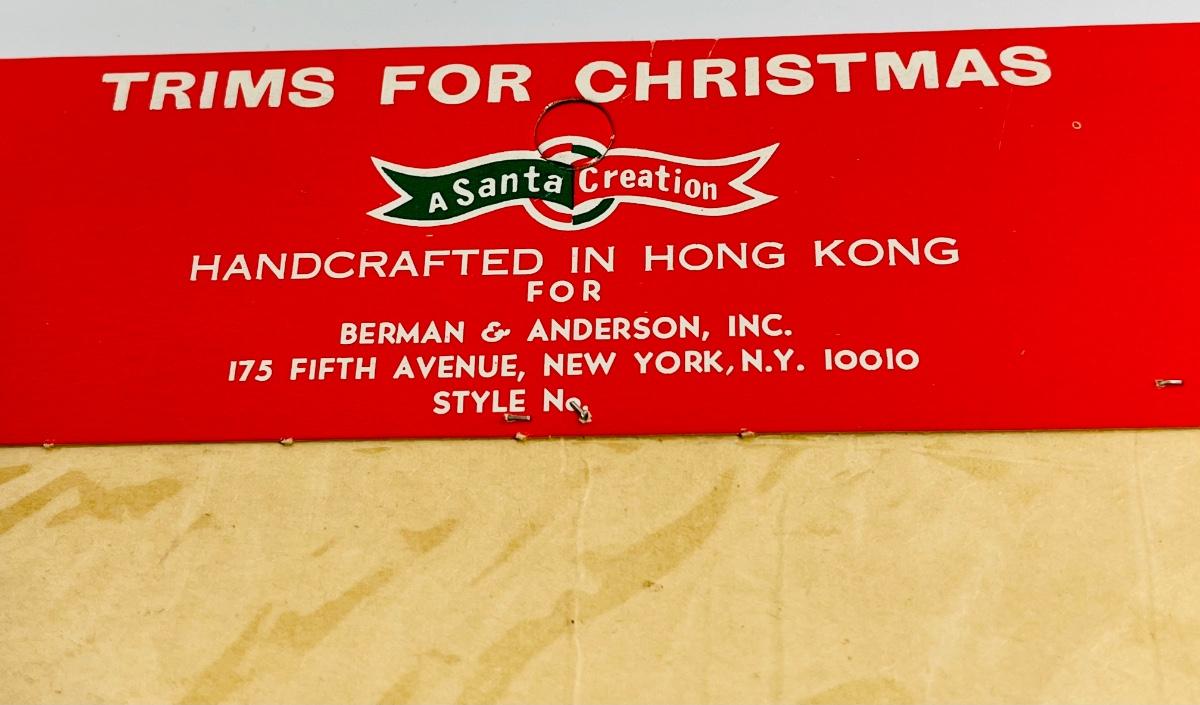 TRIMS FOR CHRISTMAS
A Santa Creation
HANDCRAFTED IN HONG KONG
FOR
BERMAN & ANDERSON, INC.
175 FIFTH AVENUE, NEW YORK, N.Y. 10010
STYLE No.